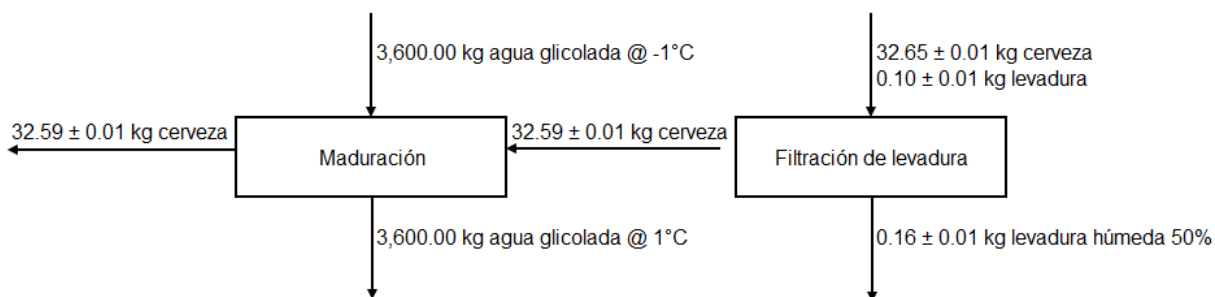 3,600.00 kg agua glicolada @ -1°C
32.65 ± 0.01 kg cerveza
0.10 ± 0.01 kg levadura
32.59 ± 0.01 kg cerveza
Maduración
32.59 ± 0.01 kg cerveza
Filtración de levadura
3,600.00 kg agua glicolada @ 1°C
0.16 ± 0.01 kg levadura húmeda 50%